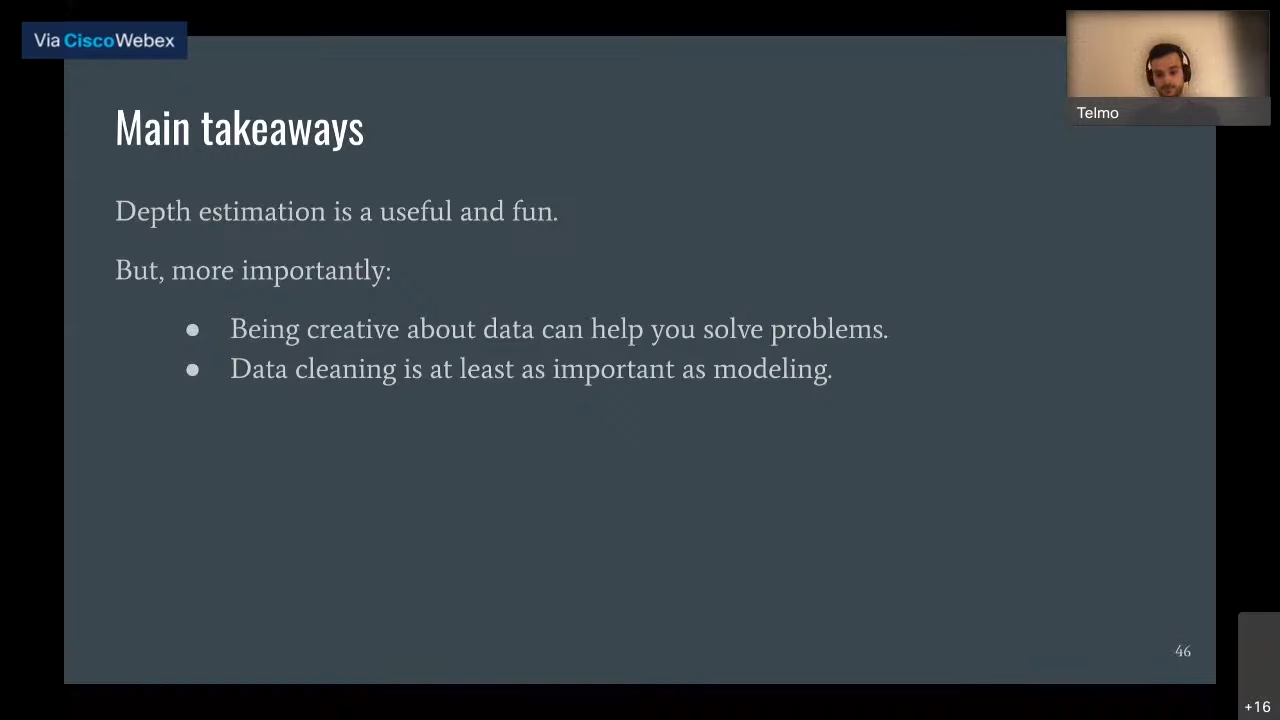 Via CiscoWebex
Telmo
Main takeaways
Depth estimation is a useful and fun.
But, more importantly:
● Being creative about data can help you solve problems.
● Data cleaning is at least as important as modeling.
46
+16